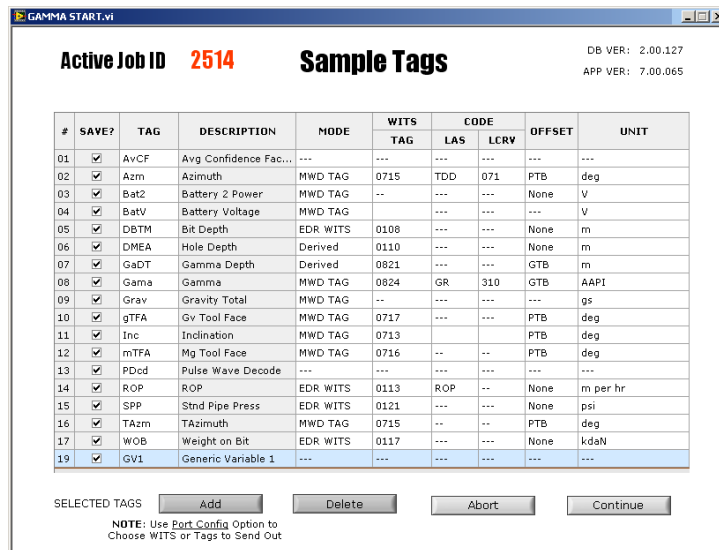 GAMMA START.vi
Active Job ID 2514 Sample Tags DB VER: 2.00.127
APP VER: 7.00.065
# SAVE? TAG DESCRIPTION MODE WITS CODE OFFSET UNIT
TAG LAS LCRV
01 AvCF Avg Confidence Fac... --- --- --- --- --- ---
02 Azm Azimuth MWD TAG 0715 TDD 071 PTB deg
03 Bat2 Battery 2 Power MWD TAG -- --- --- None V
04 BatV Battery Voltage MWD TAG --- --- --- V
05 DBTM Bit Depth EDR WITS 0108 --- --- None m
06 DMEA Hole Depth Derived 0110 --- --- None m
07 GaDT Gamma Depth Derived 0821 --- --- GTB m
08 Gama Gamma MWD TAG 0824 GR 310 GTB AAPI
09 Grav Gravity Total MWD TAG -- --- --- --- gs
10 gTFA Gv Tool Face MWD TAG 0717 --- --- PTB deg
11 Inc Inclination MWD TAG 0713 PTB deg
12 mTFA Mg Tool Face MWD TAG 0716 -- -- PTB deg
13 PDcd Pulse Wave Decode --- --- --- --- --- ---
14 ROP ROP EDR WITS 0113 ROP -- None m per hr
15 SPP Stnd Pipe Press EDR WITS 0121 --- --- None psi
16 TAzm TAzimuth MWD TAG 0715 -- -- PTB deg
17 WOB Weight on Bit EDR WITS 0117 --- --- None kdaN
19 GV1 Generic Variable 1 --- --- --- --- --- ---
SELECTED TAGS Add Delete Abort Continue
NOTE: Use Port Config Option to
Choose WITS or Tags to Send Out